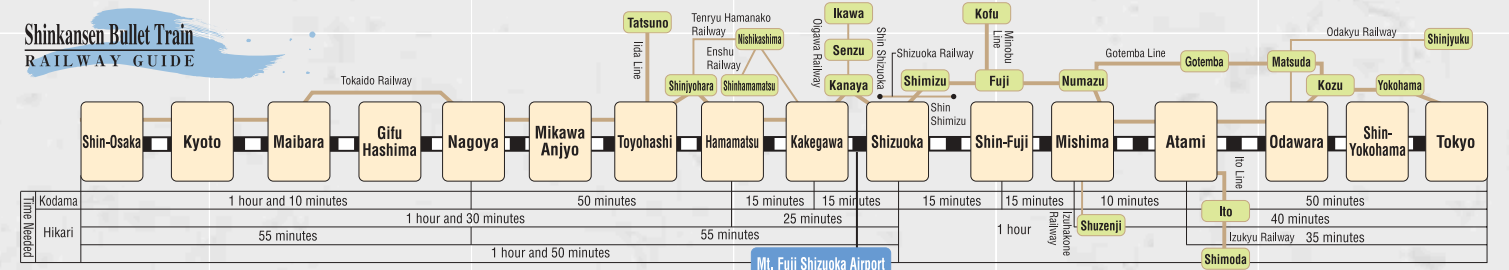 Shinkansen Bullet Train
RAILWAY GUIDE
Tokaido Railway
Tatsuno
Iida Line
Tenryu Hamanako
Railway
Nishikashima
Enshu
Railway
Shinjyohara
Shinhamamatsu
Ikawa
Senzu
Kanaya
Oigawa Railway
Shin Shizuoka
Shizuoka Railway
Shin
Shimizu
Shimizu
Kofu
Minobu
Line
Fuji
Numazu
Gotemba Line
Gotemba
Odakyu Railway
Shinjyuku
Matsuda
Kozu
Yokohama
Shin-Osaka
Kyoto
Maibara
Gifu
Hashima
Nagoya
Mikawa
Anjyo
Toyohashi
Hamamatsu
Kakegawa
Shizuoka
Shin-Fuji
Mishima
Atami
Odawara
Shin-
Yokohama
Tokyo
Ito Line
Time Needed
Kodama
1 hour and 10 minutes
50 minutes
15 minutes
15 minutes
15 minutes
15 minutes
10 minutes
50 minutes
Hikari
1 hour and 30 minutes
25 minutes
1 hour
40 minutes
55 minutes
55 minutes
35 minutes
1 hour and 50 minutes
Izuhakone
Railway
Shuzenji
Ito
Izukyu Railway
Shimoda
Mt. Fuji Shizuoka Airport